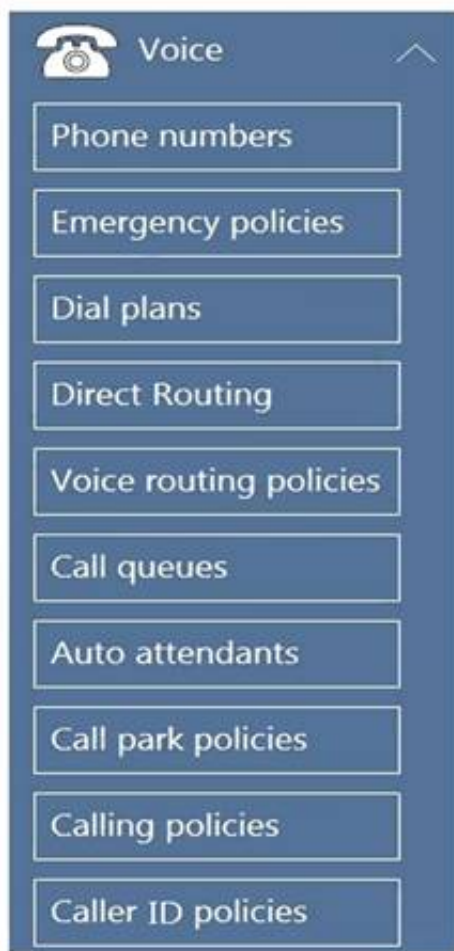 Voice
Phone numbers
Emergency policies
Dial plans
Direct Routing
Voice routing policies
Call queues
Auto attendants
Call park policies
Calling policies
Caller ID policies